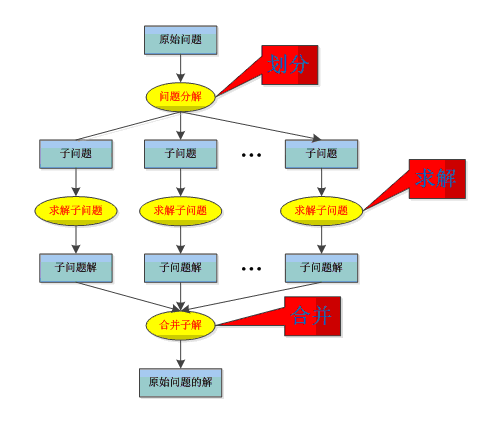 原始问题
划分
问题分解
子问题
子问题
...
子问题
求解
求解子问题
求解子问题
求解子问题
子问题解
子问题解
...
子问题解
合并
合并子解
原始问题的解